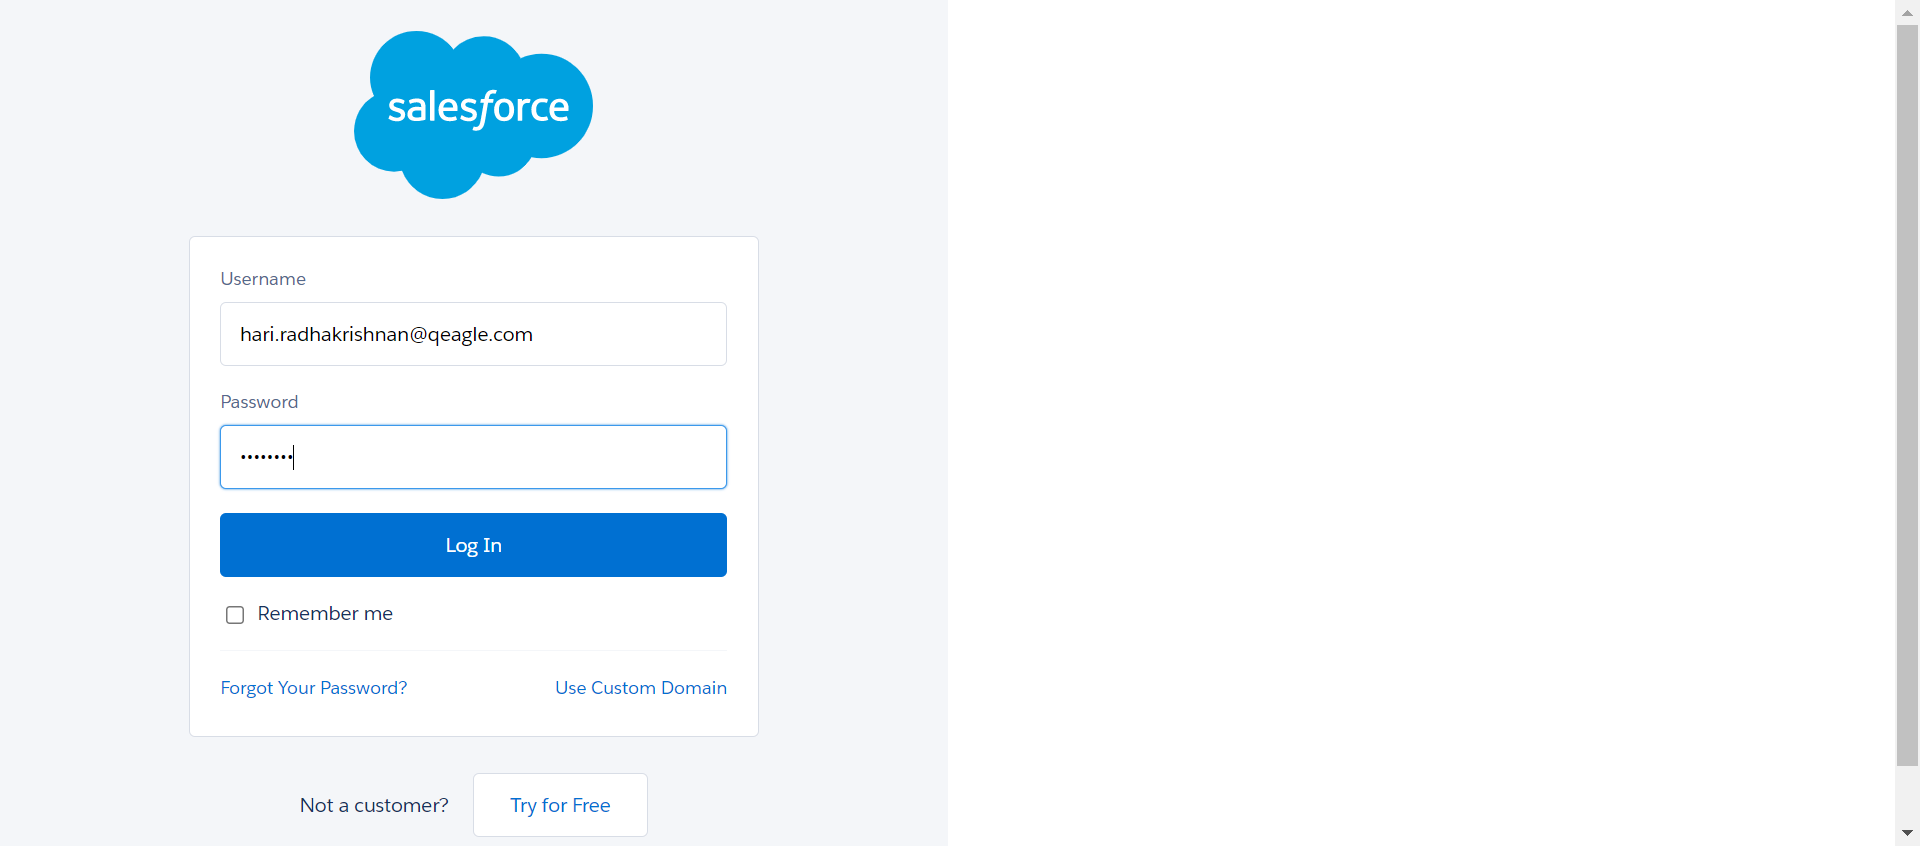 salesforce
Username
hari.radhakrishnan@qeagle.com
Password
••••••••
Log In
Remember me
Forgot Your Password? Use Custom Domain
Not a customer? Try for Free